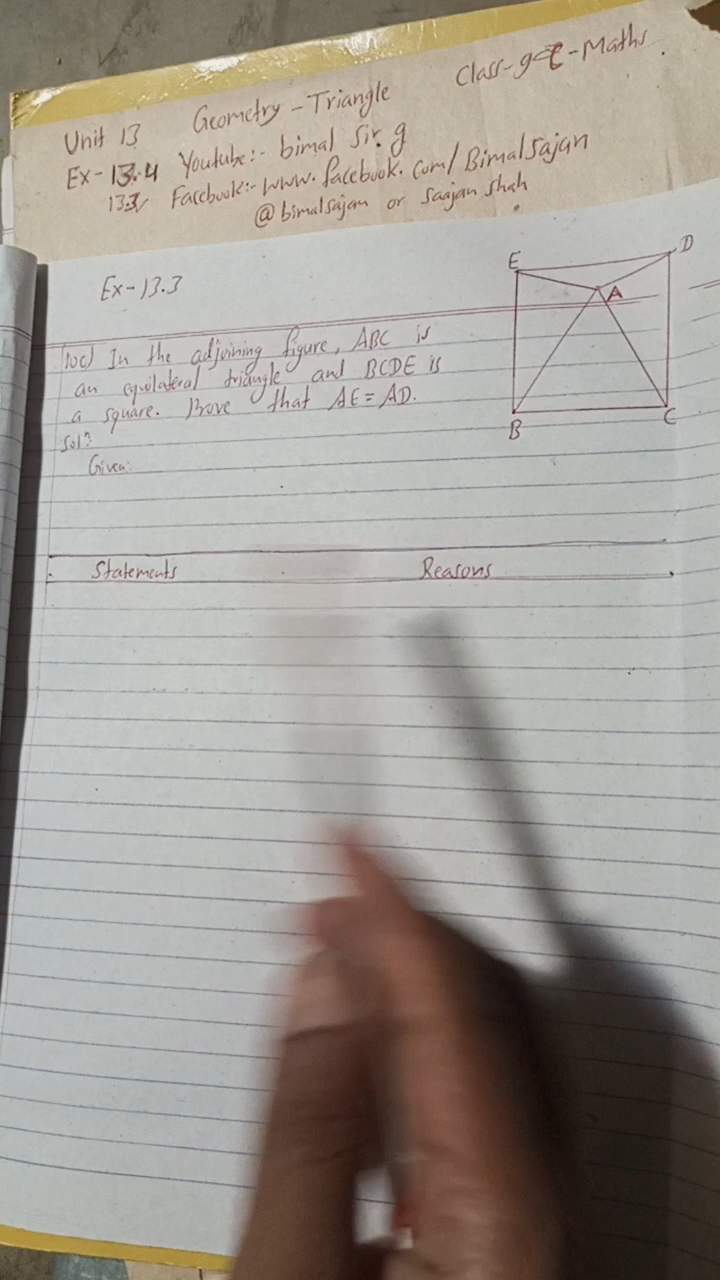 Unit 13 Geometry - Triangle Class-9 - Maths
Ex- 13.4 Youtube:- bimal sir g
13.3 Facebook:- www.facebook.com/Bimalsajan
@bimalsajan or saajan shah
Ex-13.3
10c) In the adjoining figure, ABC is
an equilateral triangle and BCDE is
a square. Prove that AE = AD.
Solⁿ:
Given:
E
D
A
B
C
Statements Reasons